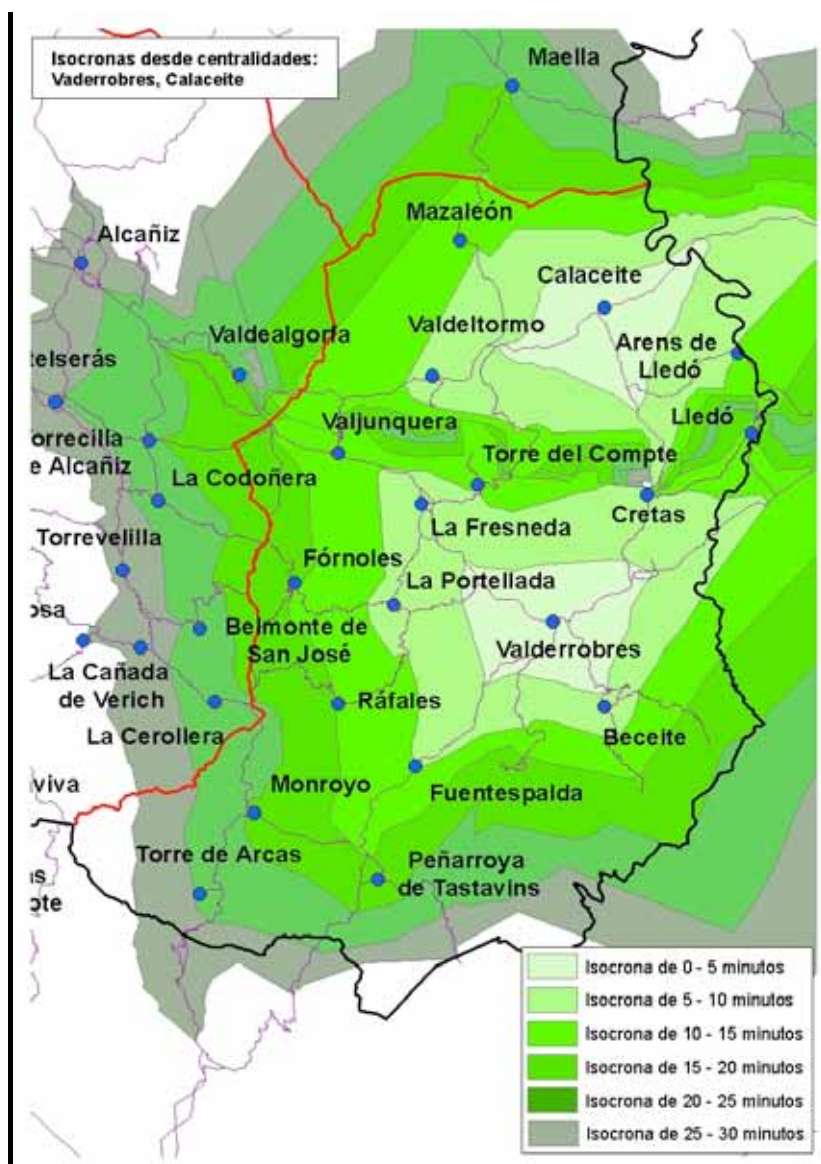 Isocronas desde centralidades:
Vaderrobres, Calaceite
Maella
Mazaleón
Alcañiz
Calaceite
Valdealgorfa
Valdeltormo
Arens de
Lledó
telserás
Valjunquera
Lledó
Torrecilla
e Alcañiz
Torre del Compte
La Codoñera
La Fresneda
Cretas
Torrevelilla
Fórnoles
La Portellada
osa
Belmonte de
San José
Valderrobres
La Cañada
de Verich
Ráfales
La Cerollera
Beceite
Monroyo
aviva
Fuentespalda
Torre de Arcas
Peñarroya
de Tastavins
as
ote
Isocrona de 0 - 5 minutos
Isocrona de 5 - 10 minutos
Isocrona de 10 - 15 minutos
Isocrona de 15 - 20 minutos
Isocrona de 20 - 25 minutos
Isocrona de 25 - 30 minutos